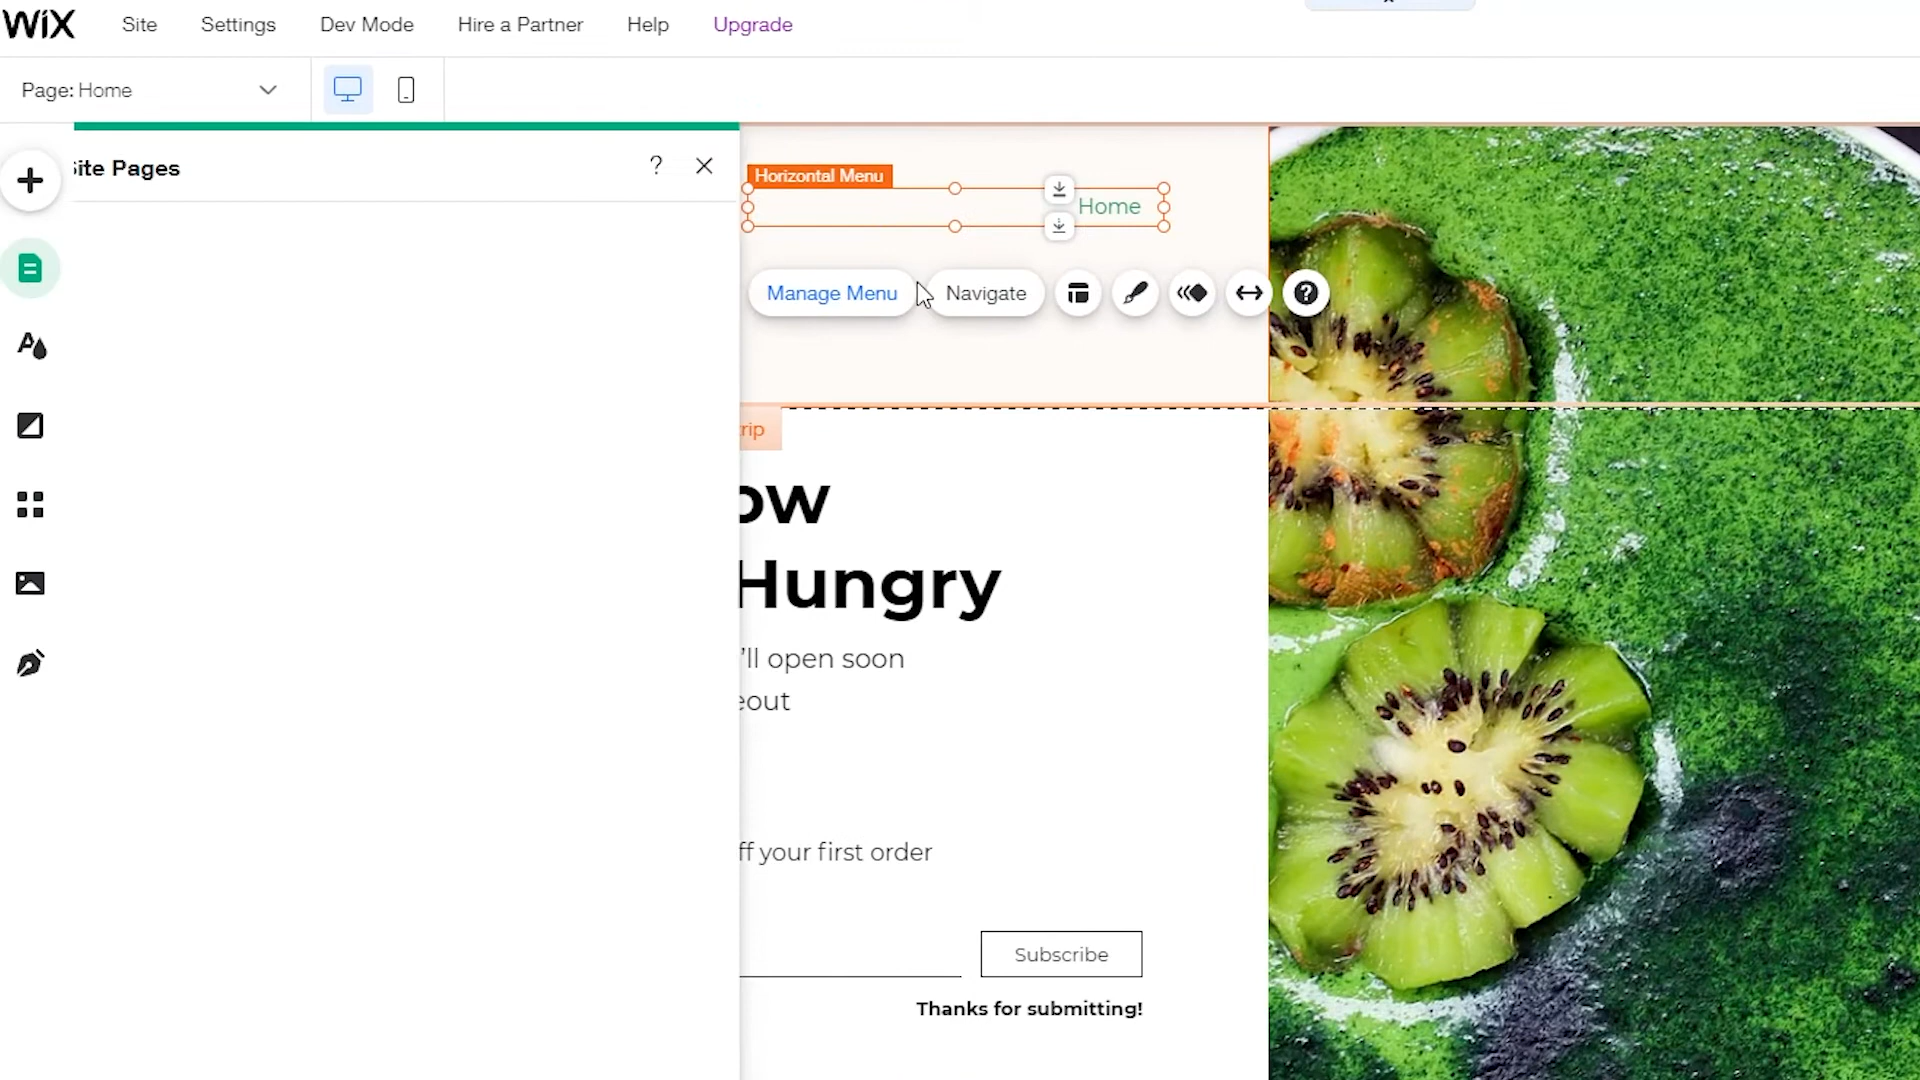 WiX
Site
Settings
Dev Mode
Hire a Partner
Help
Upgrade
Page: Home
ite Pages
?
Horizontal Menu
Home
Manage Menu
Navigate
?
rip
ow
Hungry
'll open soon
eout
ff your first order
Subscribe
Thanks for submitting!